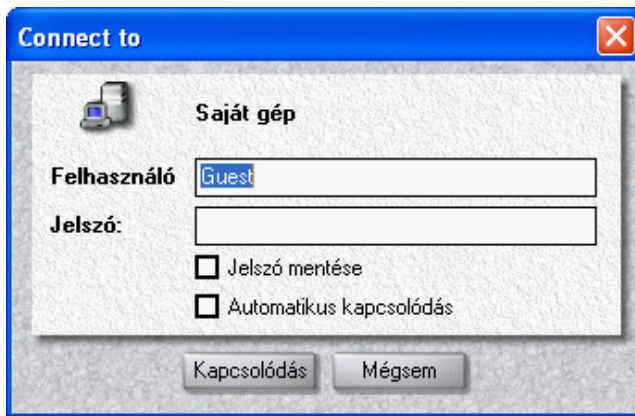 Connect to
Saját gép
Felhasználó
Guest
Jelszó:
Jelszó mentése
Automatikus kapcsolódás
Kapcsolódás
Mégsem